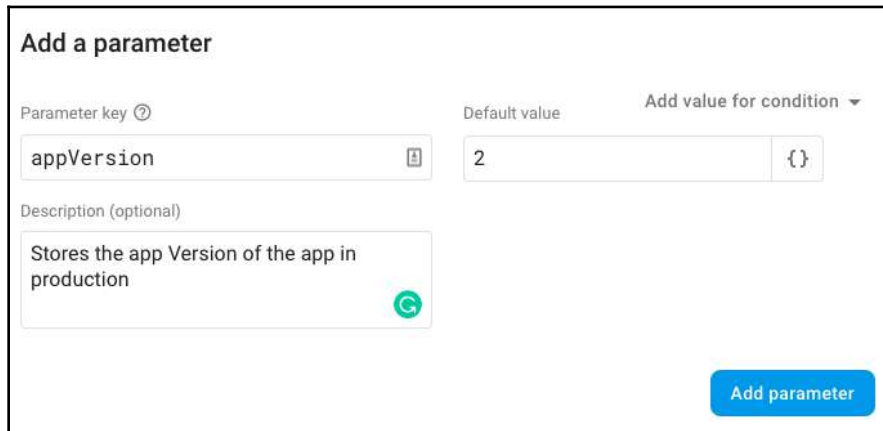 Add a parameter
Parameter key
Default value
Add value for condition
appVersion
2
{}
Description (optional)
Stores the app Version of the app in
production
Add parameter